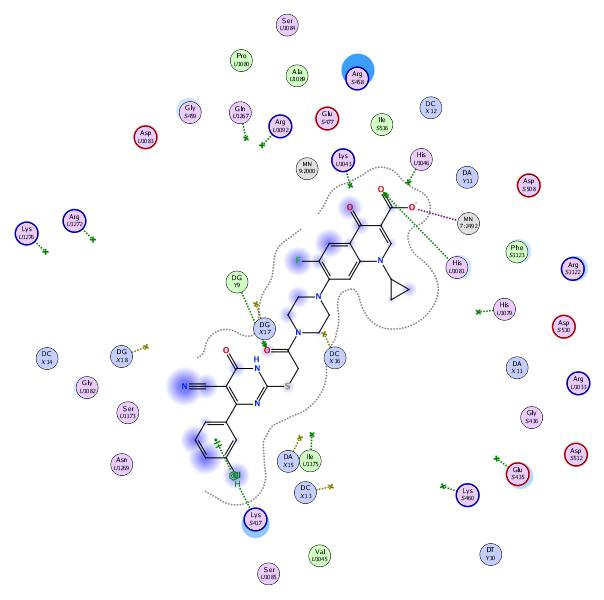 Ser
U1084
Pro
U1080
Ala
U1089
Arg
S458
Gly
S459
Gln
U1267
Arg
U1092
Glu
S477
DC
X12
Asp
U1083
Ile
S516
Lys
U1043
His
U1046
MN
9:2000
DA
Y11
Asp
S508
O
O
O
-
Arg
U1272
Lys
U1276
MN
7:2492
Phe
S1123
F
N
His
U1081
Arg
S1122
DG
Y9
N
His
U1079
DG
X17
N
Asp
S510
DC
X14
DG
X18
O
O
H
N
DC
X16
DA
X11
Arg
U1033
N
S
Gly
U1082
N
Ser
U1173
Gly
S436
Asn
U1269
DA
X15
Ile
U1175
Asp
S512
Cl
H
Glu
S435
DC
X13
Lys
S460
Lys
S417
Val
U1045
DT
Y10
Ser
U1085